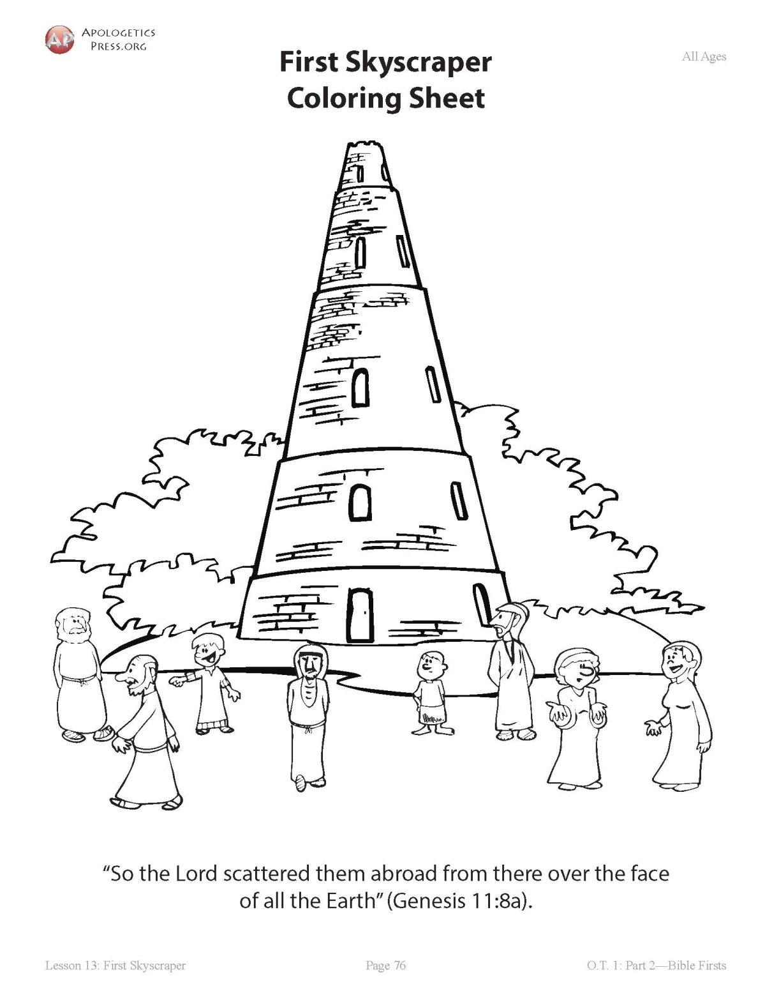 AP
APOLOGETICS
PRESS.ORG
First Skyscraper
Coloring Sheet
All Ages
“So the Lord scattered them abroad from there over the face
of all the Earth” (Genesis 11:8a).
Lesson 13: First Skyscraper
Page 76
O.T. 1: Part 2—Bible Firsts